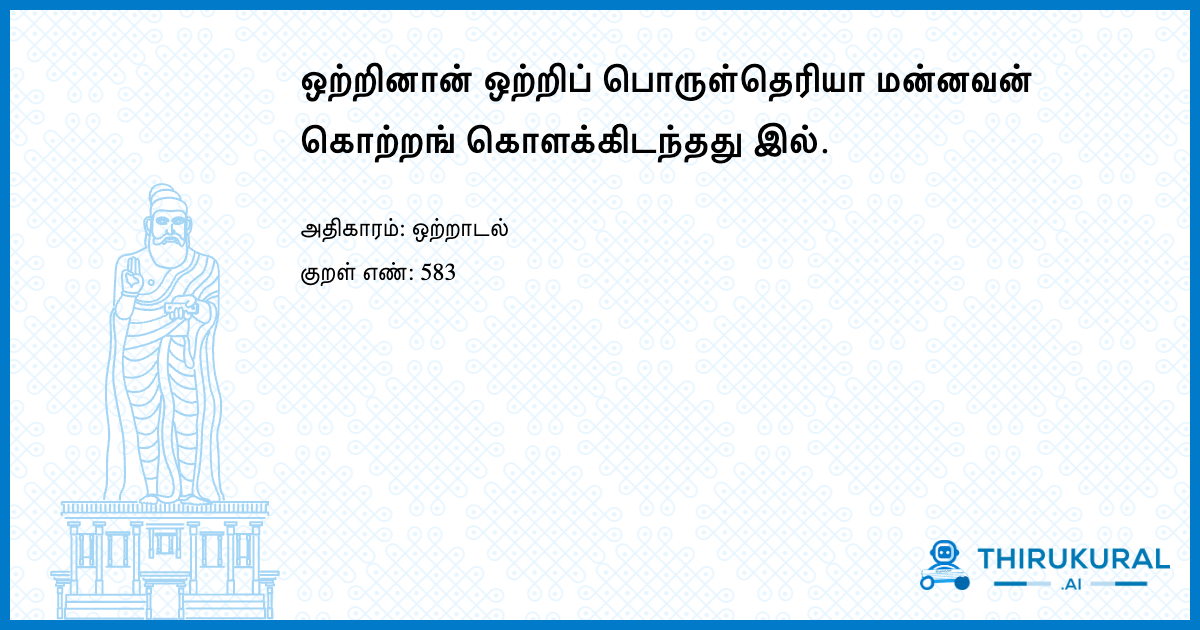 ஒற்றினான் ஒற்றிப் பொருள்தெரியா மன்னவன்
கொற்றங் கொளக்கிடந்தது இல்.
அதிகாரம்: ஒற்றாடல்
குறள் எண்: 583
THIRUKURAL
.AI